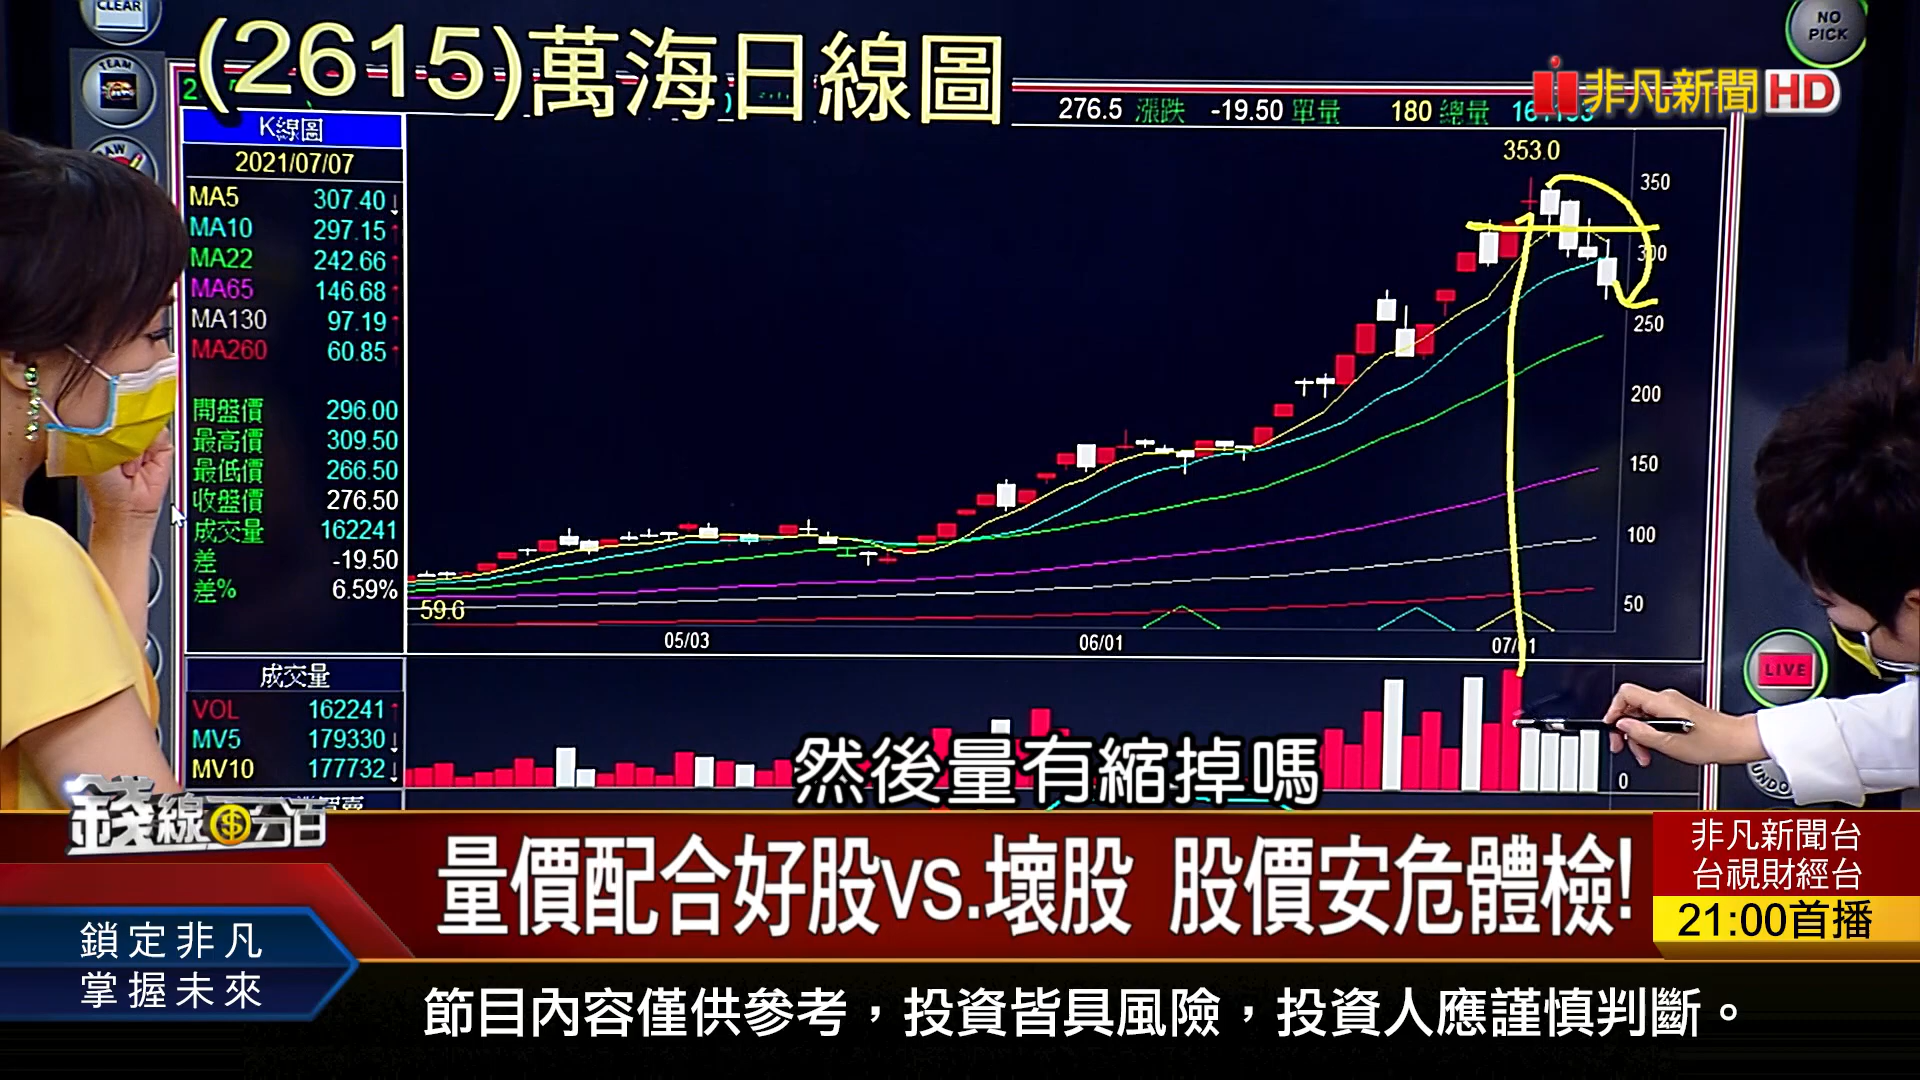 CLEAR
TEAM
(2615)萬海日線圖
NO
PICK
非凡新聞HD
276.5 漲跌 -19.50 單量 180 總量
K線圖
2021/07/07
MA5 307.40↓
MA10 297.15↑
MA22 242.66↑
MA65 146.68↑
MA130 97.19↑
MA260 60.85↑
開盤價 296.00
最高價 309.50
最低價 266.50
收盤價 276.50
成交量 162241
差 -19.50
差% 6.59%
353.0
350
300
250
200
150
100
50
59.6
05/03
06/01
07/01
成交量
VOL 162241↑
MV5 179330↓
MV10 177732↓
0
LIVE
UNDO
然後量有縮掉嗎
錢線百分百
量價配合好股vs.壞股 股價安危體檢!
非凡新聞台
台視財經台
21:00首播
鎖定非凡
掌握未來
節目內容僅供參考，投資皆具風險，投資人應謹慎判斷。